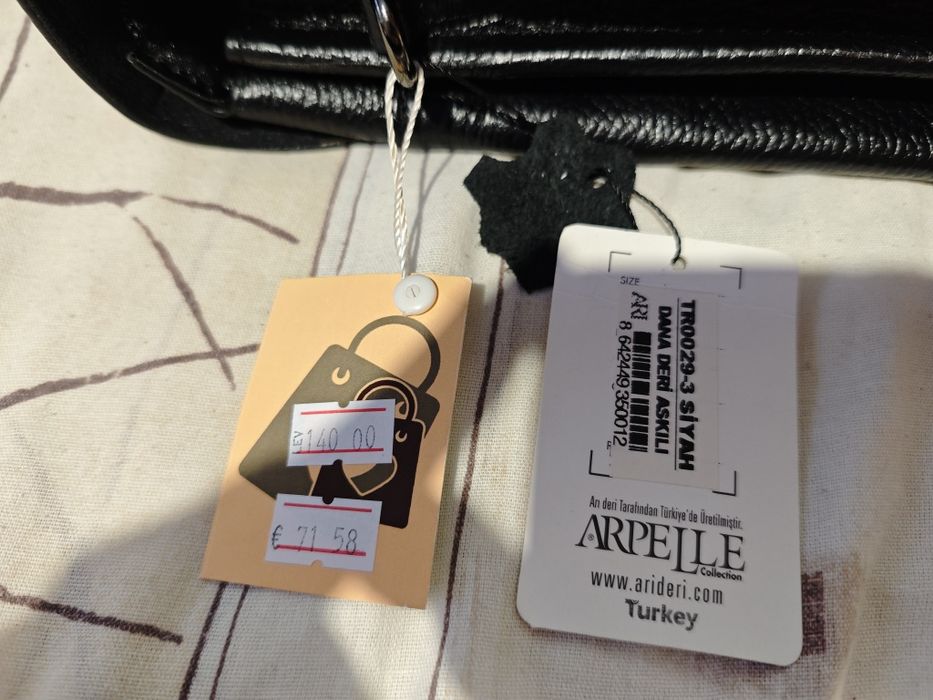 LEV 140 00
€ 71 58
SIZE
TR0029-3 SİYAH
DANA DERİ ASKILI
8 642449 350012
ARI
Arı deri Tarafından Türkiye'de Üretilmiştir.
ARPELLE
®
Collection
www.arideri.com
Turkey